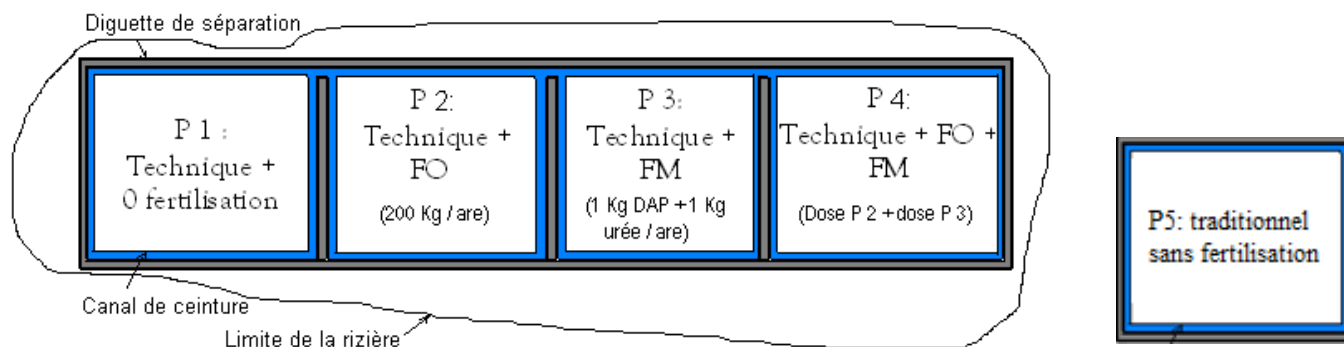 Diguette de séparation
P 1 :
Technique +
0 fertilisation
P 2:
Technique +
FO
(200 Kg / are)
P 3:
Technique +
FM
(1 Kg DAP +1 Kg
urée / are)
P 4:
Technique + FO +
FM
(Dose P 2 +dose P 3)
P5: traditionnel
sans fertilisation
Canal de ceinture
Limite de la rizière